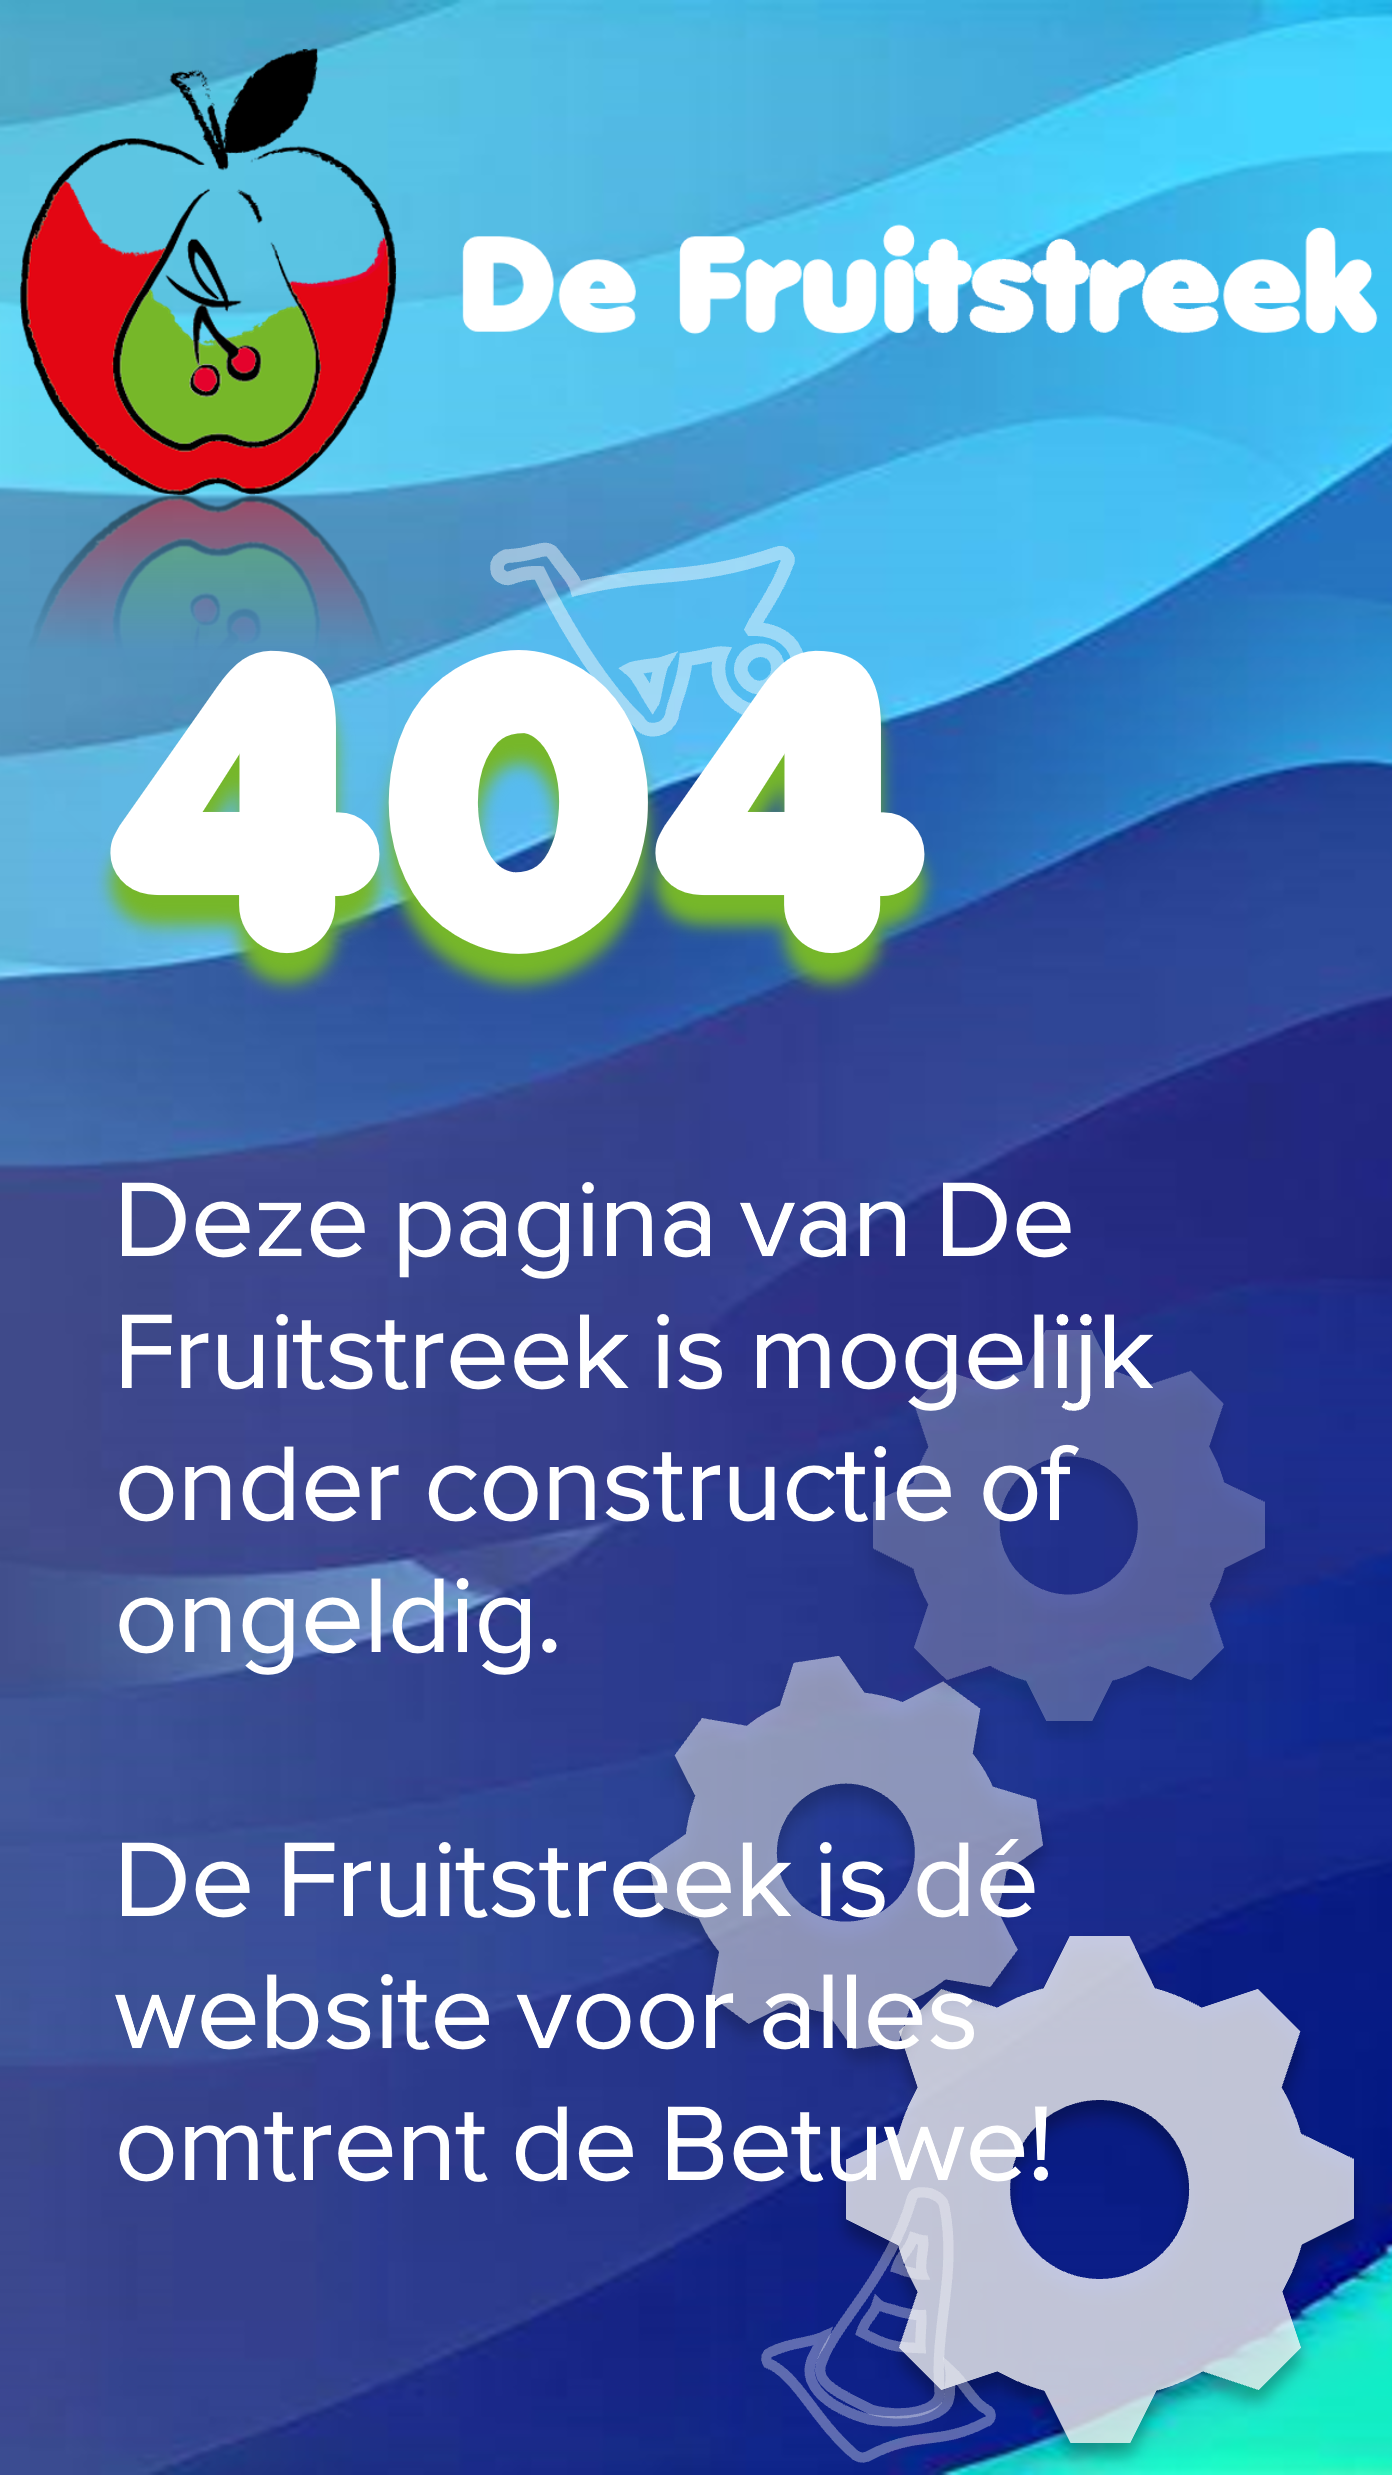 De Fruitstreek
404
Deze pagina van De
Fruitstreek is mogelijk
onder constructie of
ongeldig.
De Fruitstreek is dé
website voor alles
omtrent de Betuwe!